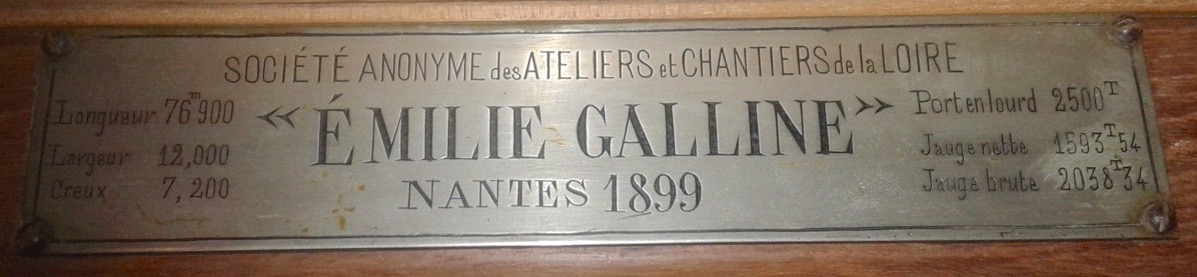 SOCIÉTÉ ANONYME des ATELIERS et CHANTIERS de la LOIRE
Longueur 76m900
Largeur 12,000
Creux 7,200
« ÉMILIE GALLINE »
NANTES 1899
Port en lourd 2500T
Jauge nette 1593T54
Jauge brute 2038T34